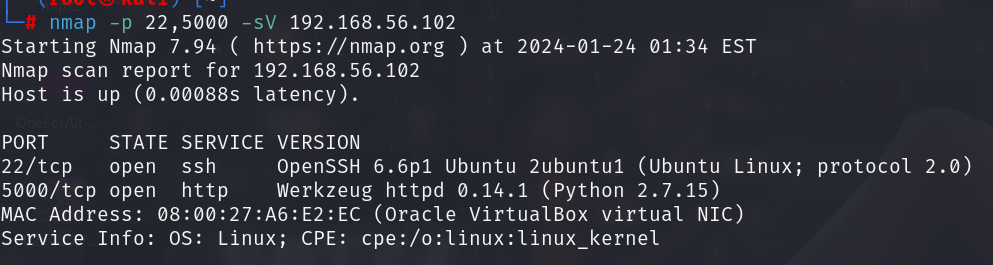 (root㉿kali) [~]
# nmap -p 22,5000 -sV 192.168.56.102
Starting Nmap 7.94 ( https://nmap.org ) at 2024-01-24 01:34 EST
Nmap scan report for 192.168.56.102
Host is up (0.00088s latency).
OneForAll-...
PORT     STATE SERVICE VERSION
22/tcp   open  ssh     OpenSSH 6.6p1 Ubuntu 2ubuntu1 (Ubuntu Linux; protocol 2.0)
5000/tcp open  http    Werkzeug httpd 0.14.1 (Python 2.7.15)
MAC Address: 08:00:27:A6:E2:EC (Oracle VirtualBox virtual NIC)
Service Info: OS: Linux; CPE: cpe:/o:linux:linux_kernel